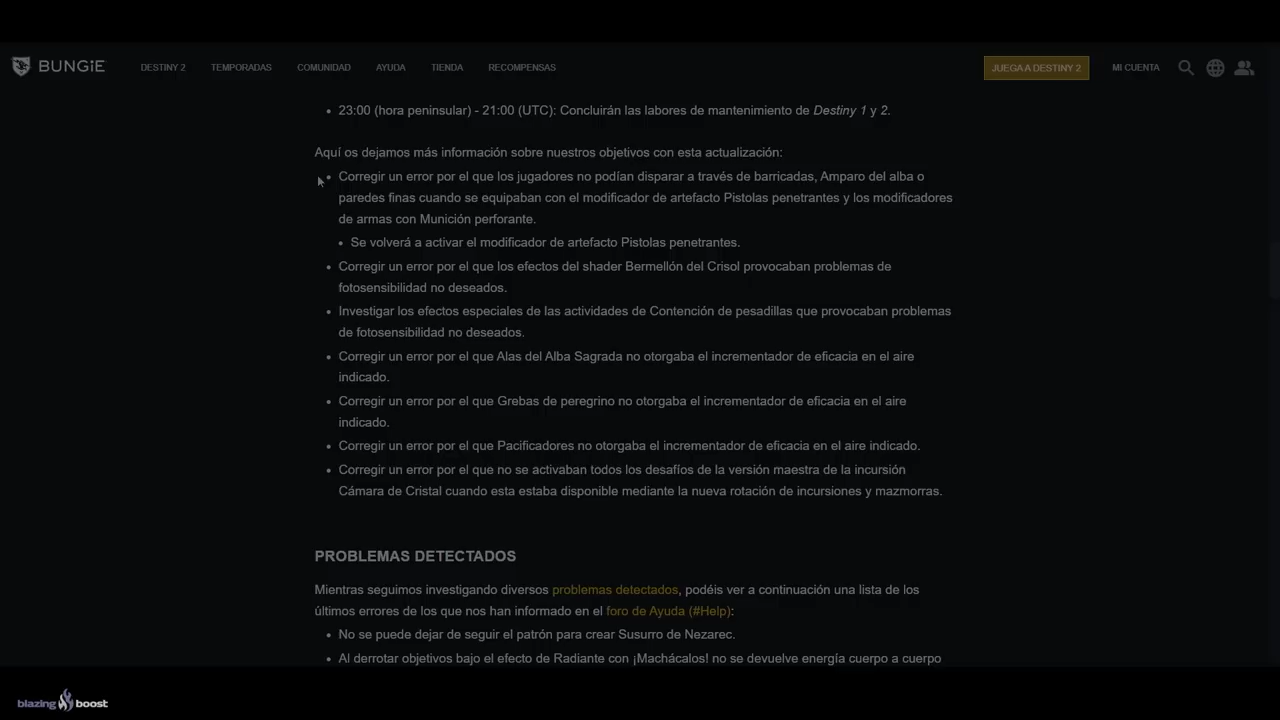 BUNGiE DESTINY 2 TEMPORADAS COMUNIDAD AYUDA TIENDA RECOMPENSAS JUEGA A DESTINY 2 MI CUENTA
• 23:00 (hora peninsular) - 21:00 (UTC): Concluirán las labores de mantenimiento de Destiny 1 y 2.
Aquí os dejamos más información sobre nuestros objetivos con esta actualización:
• Corregir un error por el que los jugadores no podían disparar a través de barricadas, Amparo del alba o
paredes finas cuando se equipaban con el modificador de artefacto Pistolas penetrantes y los modificadores
de armas con Munición perforante.
• Se volverá a activar el modificador de artefacto Pistolas penetrantes.
• Corregir un error por el que los efectos del shader Bermellón del Crisol provocaban problemas de
fotosensibilidad no deseados.
• Investigar los efectos especiales de las actividades de Contención de pesadillas que provocaban problemas
de fotosensibilidad no deseados.
• Corregir un error por el que Alas del Alba Sagrada no otorgaba el incrementador de eficacia en el aire
indicado.
• Corregir un error por el que Grebas de peregrino no otorgaba el incrementador de eficacia en el aire
indicado.
• Corregir un error por el que Pacificadores no otorgaba el incrementador de eficacia en el aire indicado.
• Corregir un error por el que no se activaban todos los desafíos de la versión maestra de la incursión
Cámara de Cristal cuando esta estaba disponible mediante la nueva rotación de incursiones y mazmorras.
PROBLEMAS DETECTADOS
Mientras seguimos investigando diversos problemas detectados, podéis ver a continuación una lista de los
últimos errores de los que nos han informado en el foro de Ayuda (#Help):
• No se puede dejar de seguir el patrón para crear Susurro de Nezarec.
• Al derrotar objetivos bajo el efecto de Radiante con ¡Machácalos! no se devuelve energía cuerpo a cuerpo
blazing boost